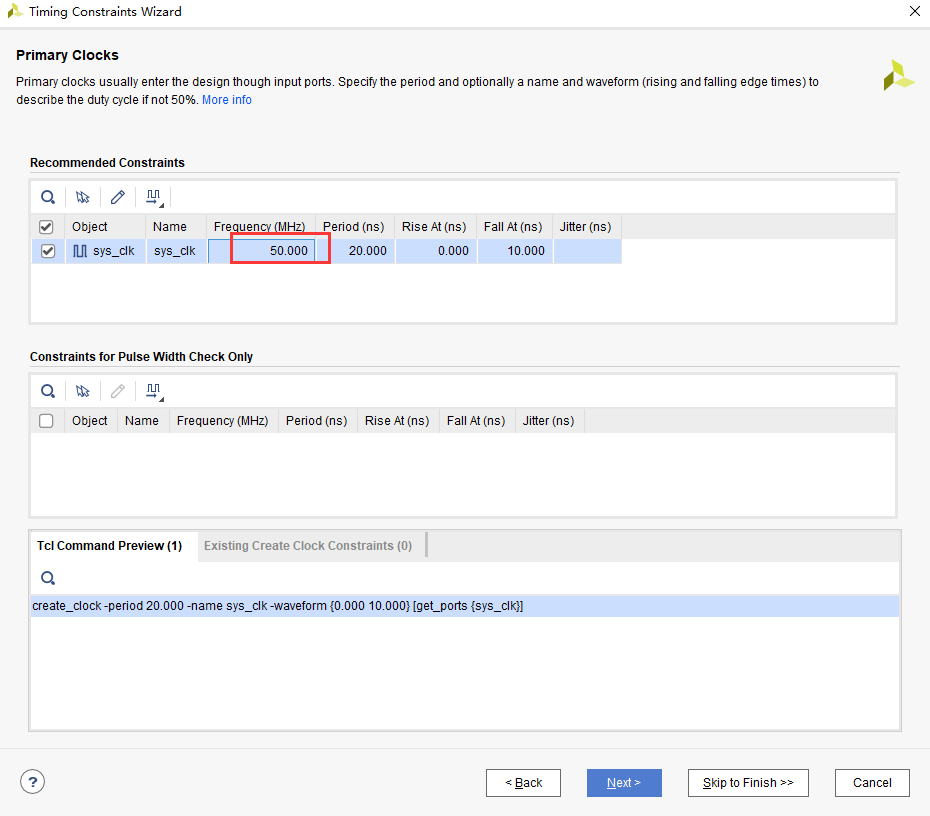 Timing Constraints Wizard
Primary Clocks
Primary clocks usually enter the design though input ports. Specify the period and optionally a name and waveform (rising and falling edge times) to
describe the duty cycle if not 50%. More info
Recommended Constraints
Object Name Frequency (MHz) Period (ns) Rise At (ns) Fall At (ns) Jitter (ns)
sys_clk sys_clk 50.000 20.000 0.000 10.000
Constraints for Pulse Width Check Only
Object Name Frequency (MHz) Period (ns) Rise At (ns) Fall At (ns) Jitter (ns)
Tcl Command Preview (1) Existing Create Clock Constraints (0)
create_clock -period 20.000 -name sys_clk -waveform {0.000 10.000} [get_ports {sys_clk}]
? < Back Next > Skip to Finish >> Cancel